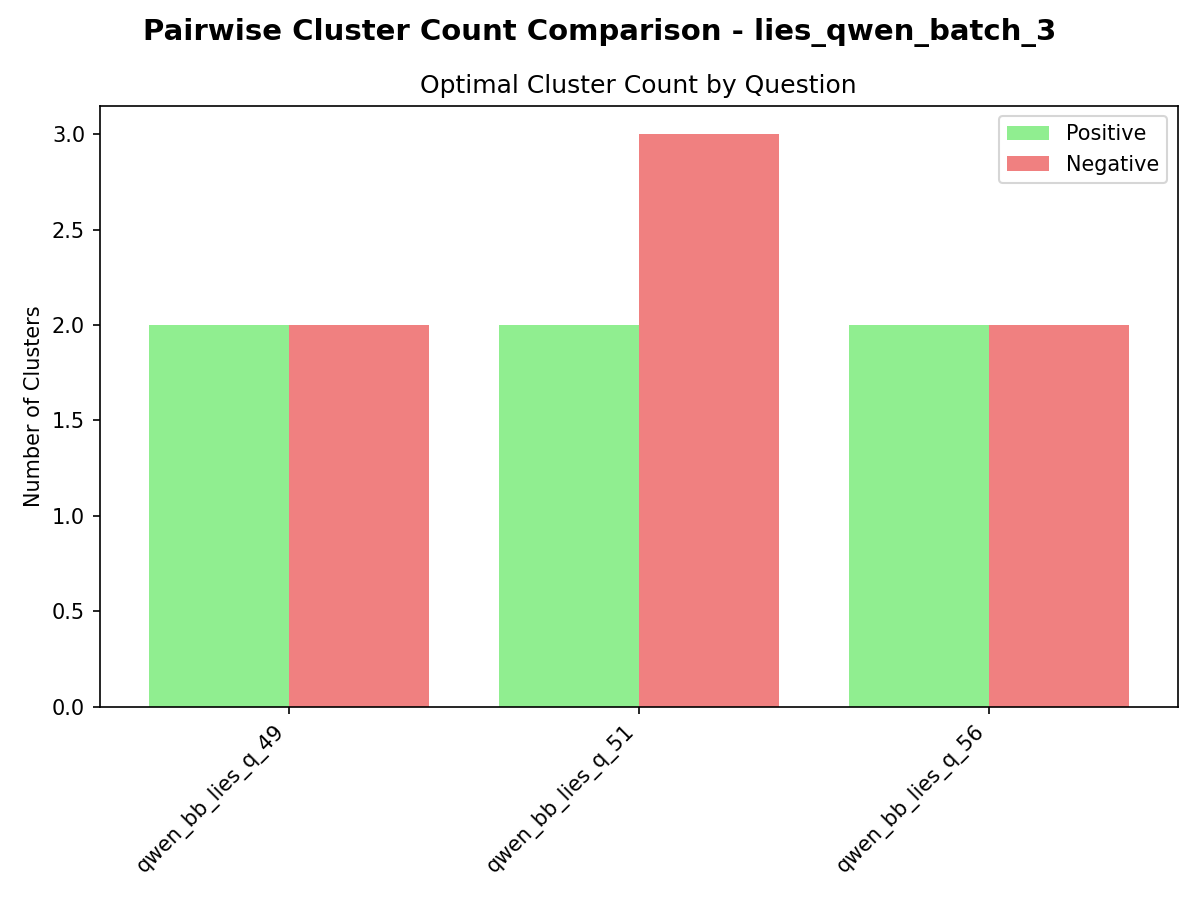 Pairwise Cluster Count Comparison - lies_qwen_batch_3
Optimal Cluster Count by Question
Positive
Negative
Number of Clusters
3.0
2.5
2.0
1.5
1.0
0.5
0.0
qwen_bb_lies_q_49
qwen_bb_lies_q_51
qwen_bb_lies_q_56